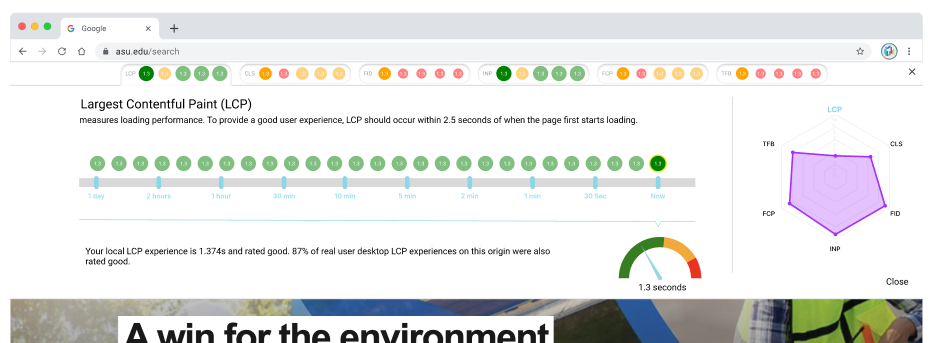 Google
asu.edu/search
LCP 1.3 1.3 1.3 1.3 1.3 CLS 1.3 1.3 1.3 1.3 1.3 FID 1.3 1.3 1.3 1.3 1.3 INP 1.3 1.3 1.3 1.3 1.3 FCP 1.3 1.3 1.3 1.3 1.3 TFB 1.3 1.3 1.3 1.3 1.3
Largest Contentful Paint (LCP)
measures loading performance. To provide a good user experience, LCP should occur within 2.5 seconds of when the page first starts loading.
1.3 1.3 1.3 1.3 1.3 1.3 1.3 1.3 1.3 1.3 1.3 1.3 1.3 1.3 1.3 1.3 1.3 1.3 1.3 1.3 1.3 1.3 1.3 1.3 1.3 1.3 1.3
1 day 2 hours 1 hour 30 min 10 min 5 min 2 min 1 min 30 Sec Now
Your local LCP experience is 1.374s and rated good. 87% of real user desktop LCP experiences on this origin were also
rated good.
1.3 seconds
LCP
TFB CLS
FCP FID
INP
Close
A win for the environment